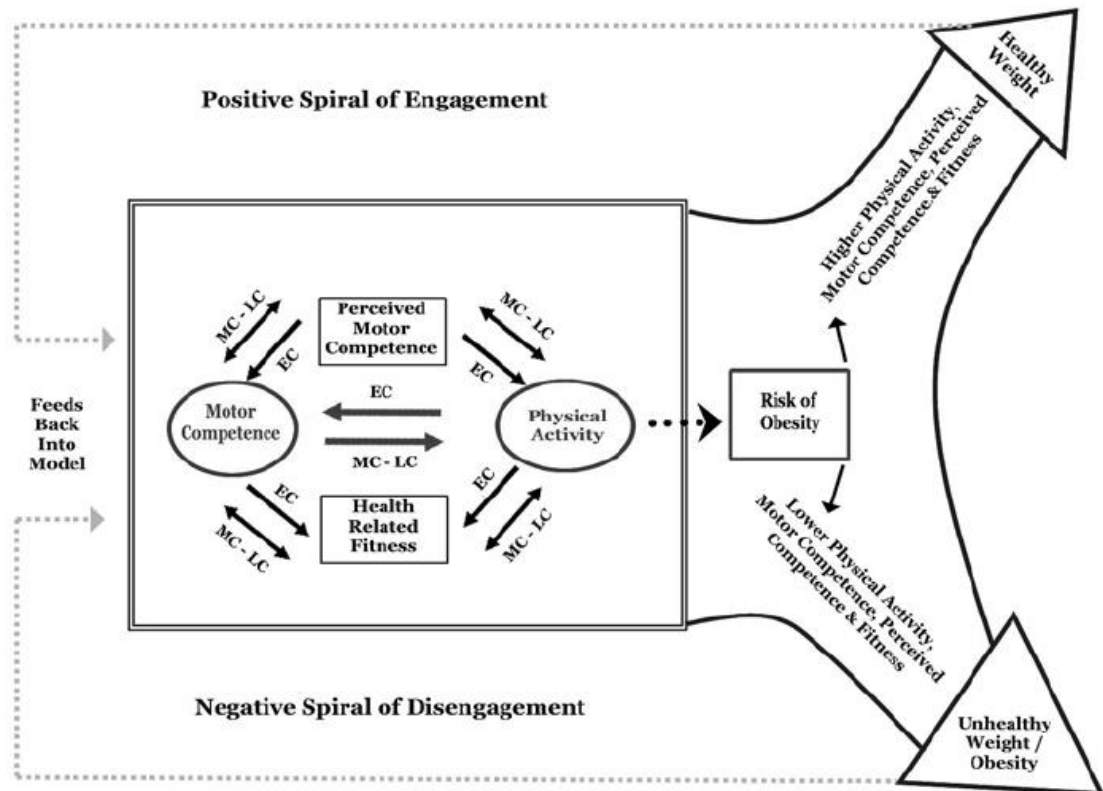 Healthy
Weight
Positive Spiral of Engagement
Higher Physical Activity,
Motor Competence, Perceived
Competence & Fitness
MC - LC
EC
Perceived
Motor
Competence
MC - LC
EC
Feeds
Back
Into
Model
Motor
Competence
EC
MC - LC
Physical
Activity
Risk of
Obesity
EC
MC - LC
Health
Related
Fitness
EC
MC - LC
Lower Physical Activity,
Motor Competence, Perceived
Competence & Fitness
Negative Spiral of Disengagement
Unhealthy
Weight /
Obesity